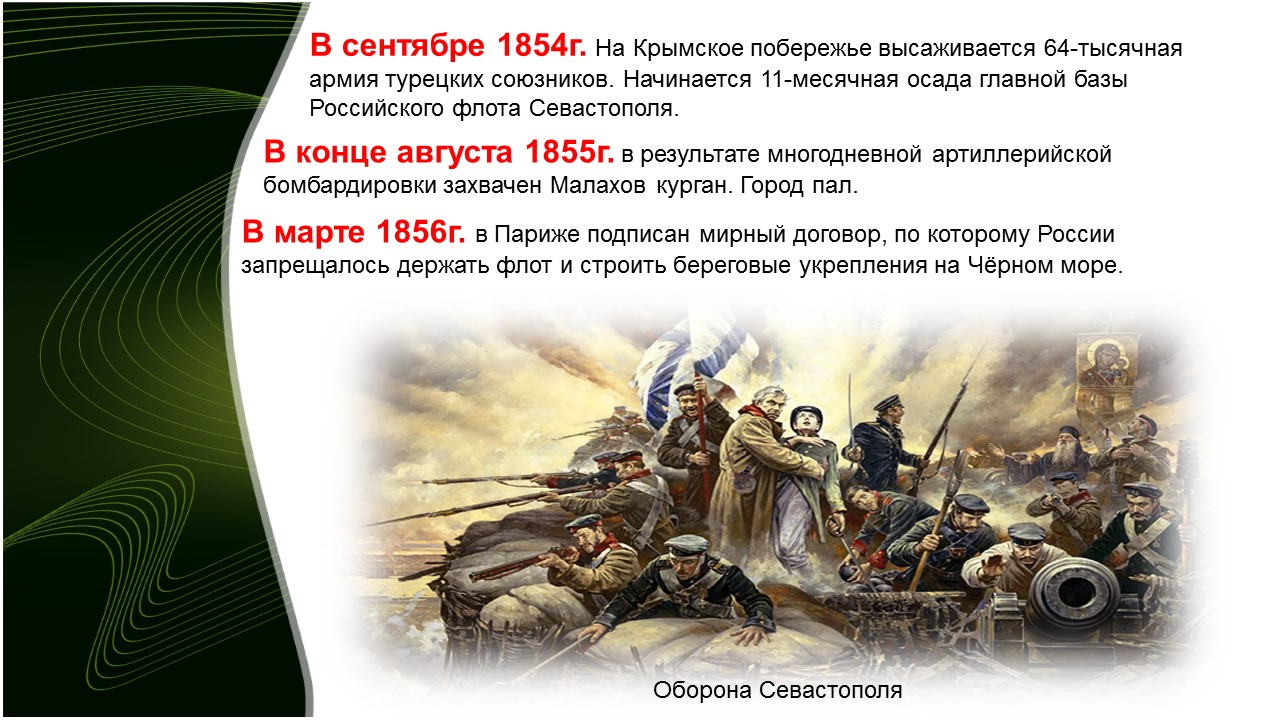 В сентябре 1854г. На Крымское побережье высаживается 64-тысячная
армия турецких союзников. Начинается 11-месячная осада главной базы
Российского флота Севастополя.
В конце августа 1855г. в результате многодневной артиллерийской
бомбардировки захвачен Малахов курган. Город пал.
В марте 1856г. в Париже подписан мирный договор, по которому России
запрещалось держать флот и строить береговые укрепления на Чёрном море.
Оборона Севастополя